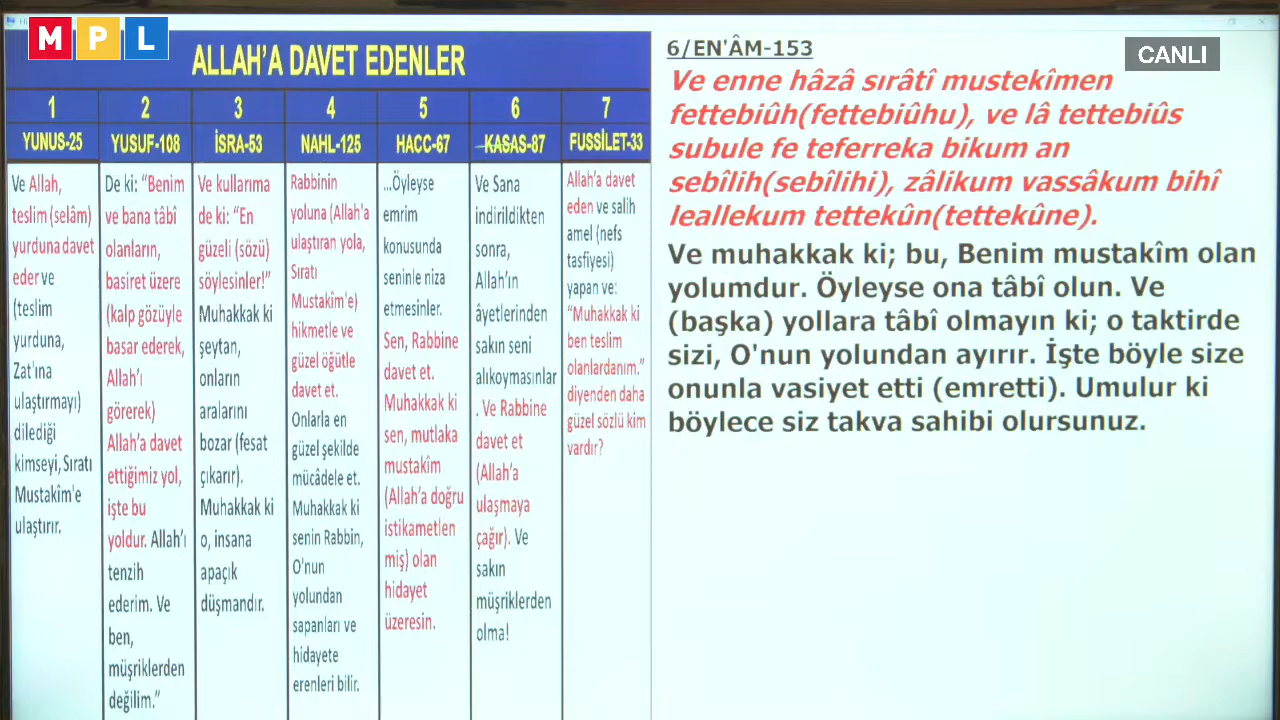 MPL
CANLI
ALLAH'A DAVET EDENLER
1
YUNUS-25
Ve Allah,
teslim (selâm)
yurduna davet
eder ve
(teslim
yurduna,
Zat'ına
ulaştırmayı)
dilediği
kimseyi, Sıratı
Mustakîm'e
ulaştırır.
2
YUSUF-108
De ki: “Benim
ve bana tâbî
olanların,
basiret üzere
(kalp gözüyle
basar ederek,
Allah’ı
görerek)
Allah’a davet
ettiğimiz yol,
işte bu
yoldur. Allah’ı
tenzih
ederim. Ve
ben,
müşriklerden
değilim.”
3
İSRA-53
Ve kullarıma
de ki: “En
güzeli (sözü)
söylesinler!”
Muhakkak ki
şeytan,
onların
aralarını
bozar (fesat
çıkarır).
Muhakkak ki
o, insana
apaçık
düşmandır.
4
NAHL-125
Rabbinin
yoluna (Allah'a
ulaştıran yola,
Sıratı
Mustakîm'e)
hikmetle ve
güzel öğütle
davet et.
Onlarla en
güzel şekilde
mücâdele et.
Muhakkak ki
senin Rabbin,
O'nun
yolundan
sapanları ve
hidayete
erenleri bilir.
5
HACC-67
...Öyleyse
emrim
konusunda
seninle niza
etmesinler.
Sen, Rabbine
davet et.
Muhakkak ki
sen, mutlaka
mustakîm
(Allah’a doğru
istikametlen
miş) olan
hidayet
üzeresin.
6
KASAS-87
Ve Sana
indirildikten
sonra,
Allah’ın
âyetlerinden
sakın seni
alıkoymasınlar
. Ve Rabbine
davet et
(Allah’a
ulaşmaya
çağır). Ve
sakın
müşriklerden
olma!
7
FUSSİLET-33
Allah’a davet
eden ve salih
amel (nefs
tasfiyesi)
yapan ve:
“Muhakkak ki
ben teslim
olanlardanım.”
diyenden daha
güzel sözlü kim
vardır?
6/EN'ÂM-153
Ve enne hâzâ sırâtî mustekîmen
fettebiûh(fettebiûhu), ve lâ tettebiûs
subule fe teferreka bikum an
sebîlih(sebîlihi), zâlikum vassâkum bihî
leallekum tettekûn(tettekûne).
Ve muhakkak ki; bu, Benim mustakîm olan
yolumdur. Öyleyse ona tâbî olun. Ve
(başka) yollara tâbî olmayın ki; o taktirde
sizi, O'nun yolundan ayırır. İşte böyle size
onunla vasiyet etti (emretti). Umulur ki
böylece siz takva sahibi olursunuz.